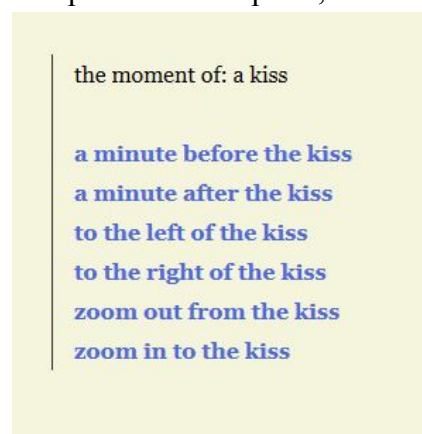 the moment of: a kiss
a minute before the kiss
a minute after the kiss
to the left of the kiss
to the right of the kiss
zoom out from the kiss
zoom in to the kiss